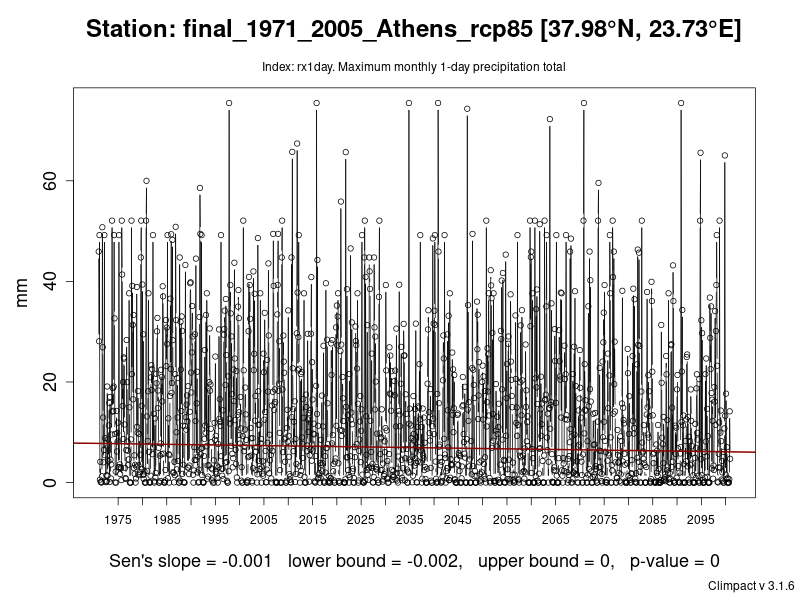 Station: final_1971_2005_Athens_rcp85 [37.98°N, 23.73°E]
Index: rx1day. Maximum monthly 1-day precipitation total
mm
60
40
20
0
1975 1985 1995 2005 2015 2025 2035 2045 2055 2065 2075 2085 2095
Sen's slope = -0.001 lower bound = -0.002, upper bound = 0, p-value = 0
Climpact v 3.1.6